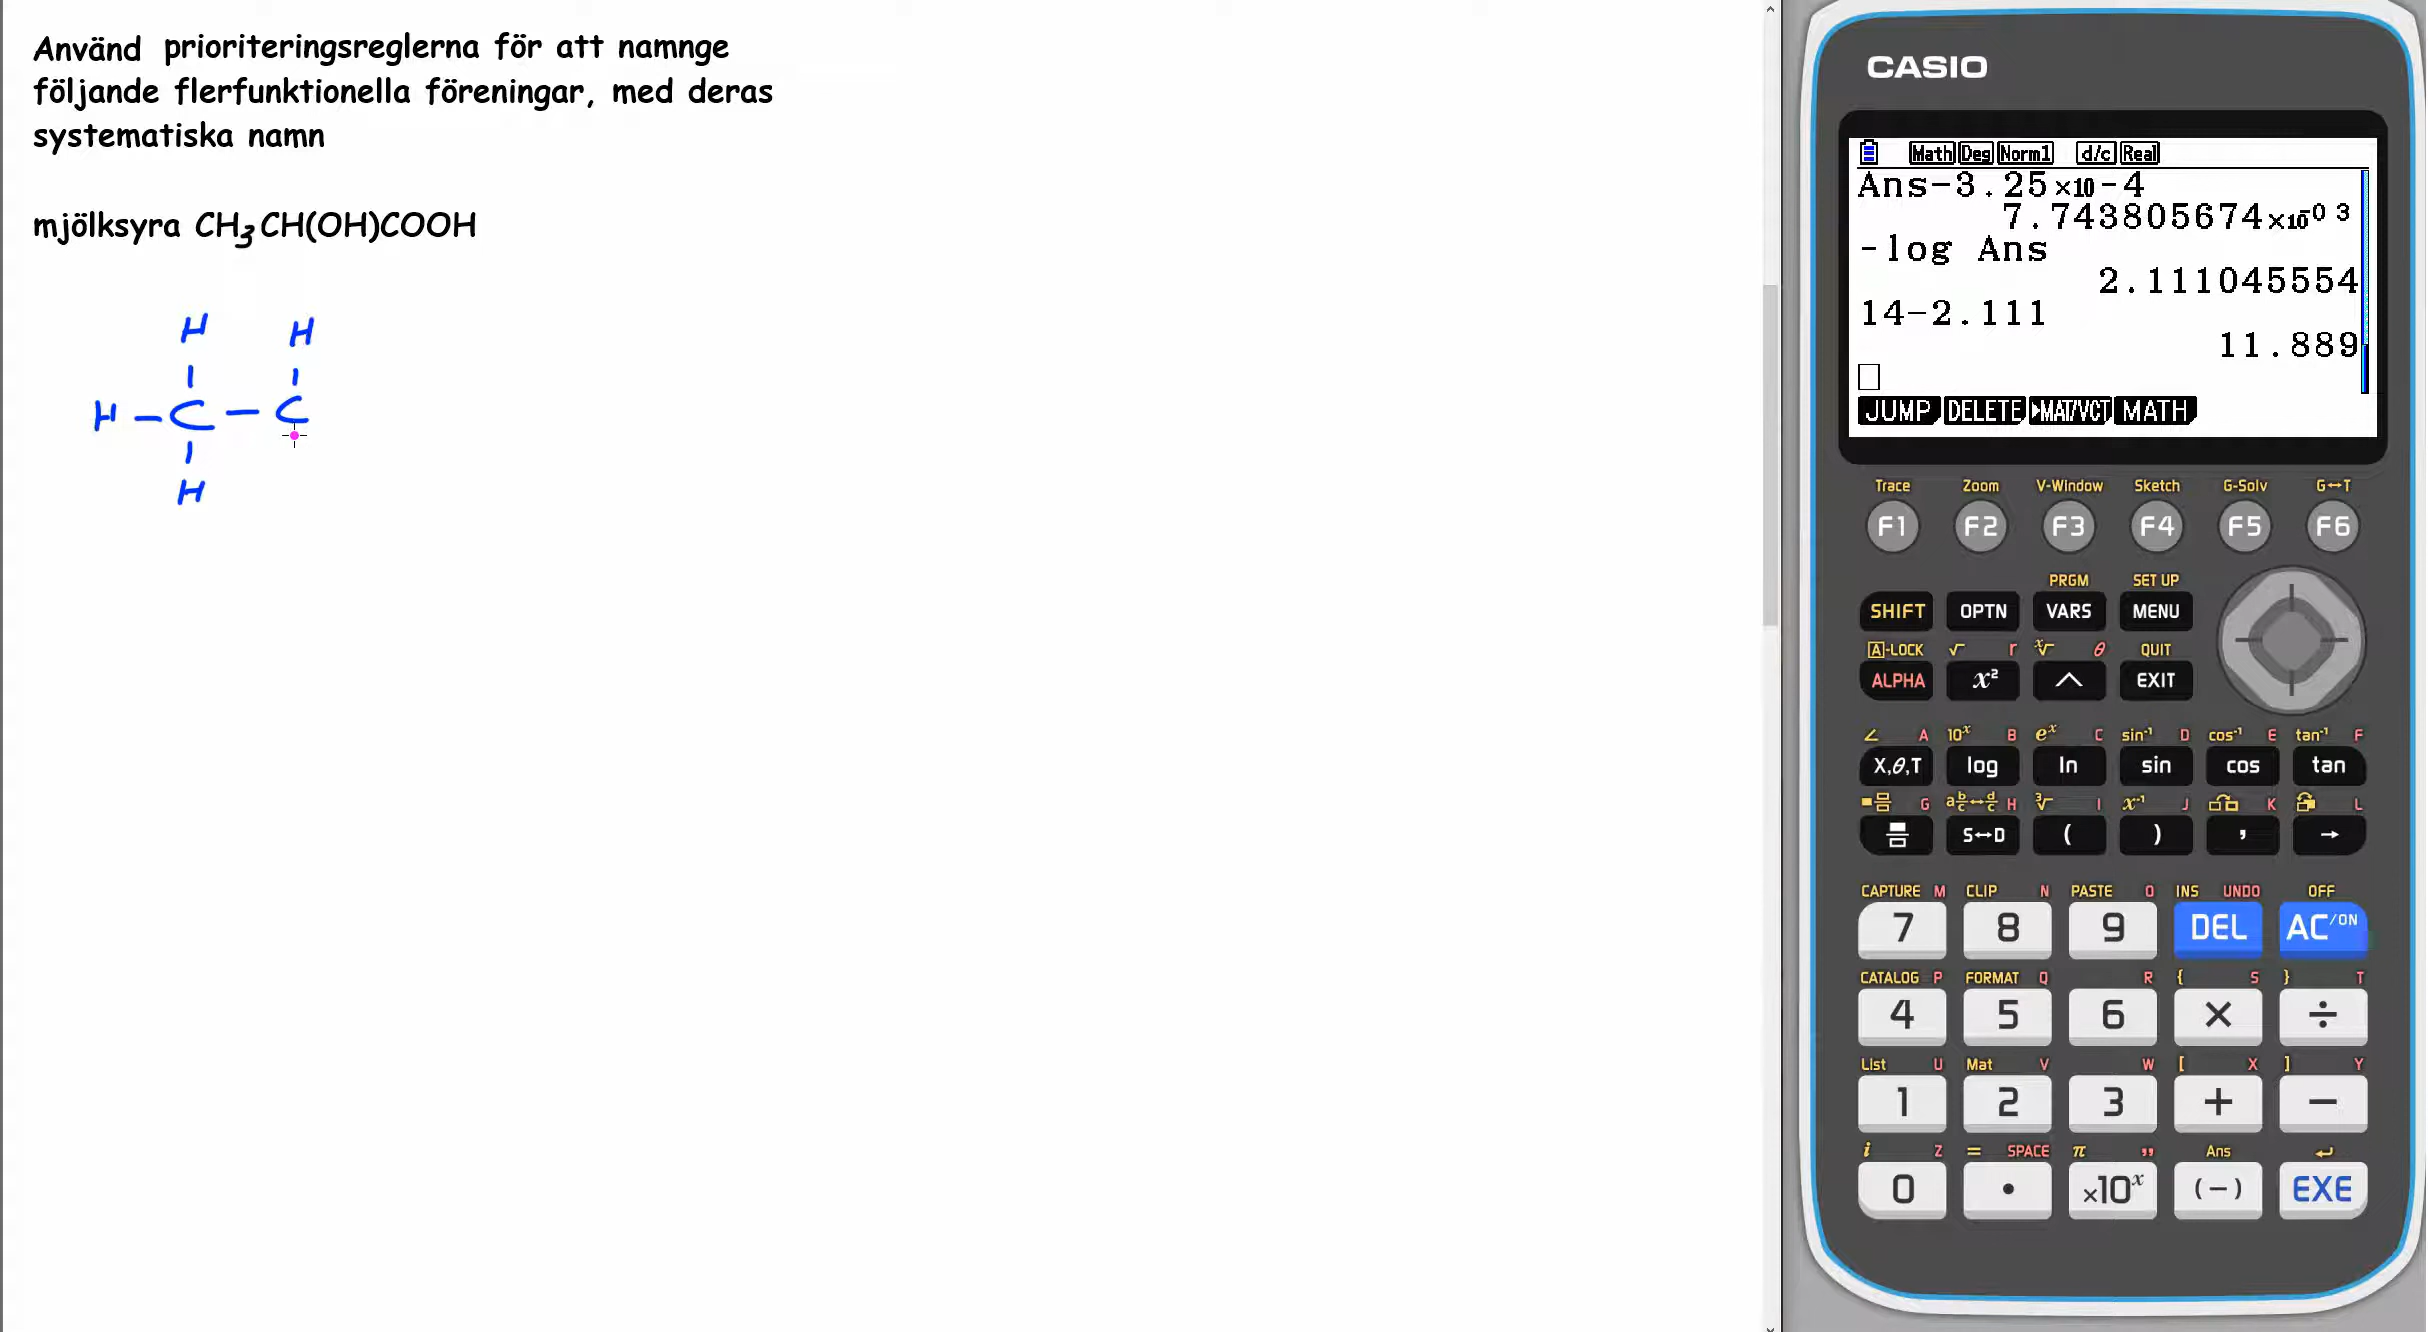 Använd prioriteringsreglerna för att namnge
följande flerfunktionella föreningar, med deras
systematiska namn
mjölksyra CH3CH(OH)COOH
H H
H - C - C
H
CASIO
Math Deg Norm1 d/c Real
Ans-3.25×10-4
7.743805674×10-03
-log Ans
2.111045554
14-2.111
11.889
JUMP DELETE ▶MAT/VCT MATH
Trace Zoom V-Window Sketch G-Solv G↔T
F1 F2 F3 F4 F5 F6
PRGM SET UP
SHIFT OPTN VARS MENU
A-LOCK √ r ˣ√ θ QUIT
ALPHA x² ^ EXIT
∠ A 10ˣ B eˣ C sin⁻¹ D cos⁻¹ E tan⁻¹ F
X,θ,T log ln sin cos tan
G a b/c↔d/c H ³√ I x⁻¹ J K L
S↔D ( ) , →
CAPTURE M CLIP N PASTE O INS UNDO OFF
7 8 9 DEL AC/ON
CATALOG P FORMAT Q R { S } T
4 5 6 × ÷
List U Mat V W [ X ] Y
1 2 3 + −
i Z = SPACE π " Ans ↵
0 • ×10ˣ (−) EXE